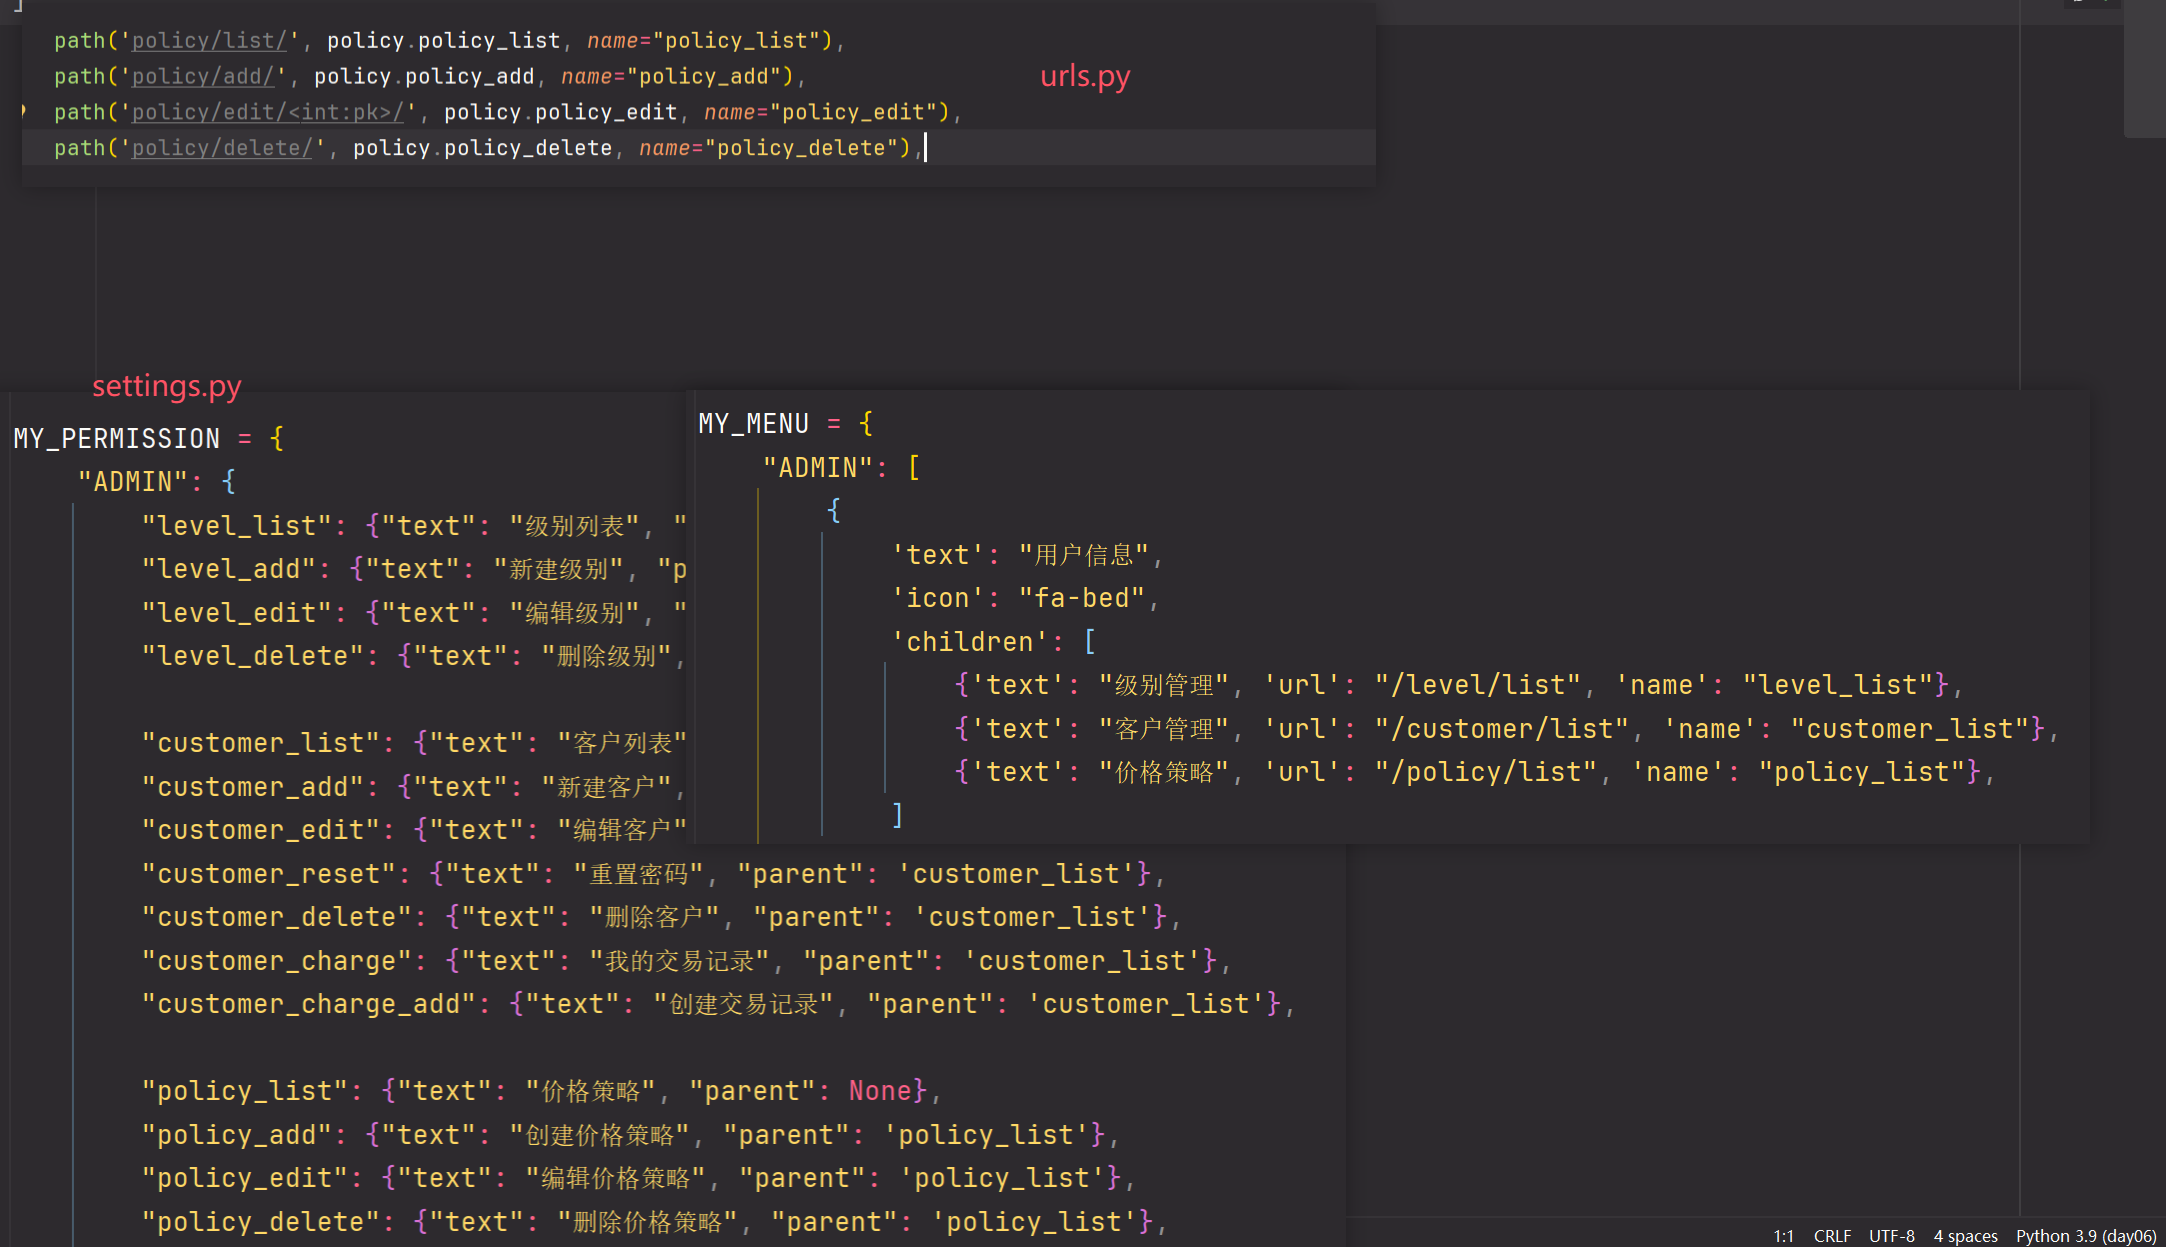 ]
path('policy/list/', policy.policy_list, name="policy_list"),
path('policy/add/', policy.policy_add, name="policy_add"),
path('policy/edit/<int:pk>/', policy.policy_edit, name="policy_edit"),
path('policy/delete/', policy.policy_delete, name="policy_delete"),
urls.py
settings.py
MY_PERMISSION = {
"ADMIN": {
"level_list": {"text": "级别列表", "
"level_add": {"text": "新建级别", "p
"level_edit": {"text": "编辑级别", "
"level_delete": {"text": "删除级别",
"customer_list": {"text": "客户列表"
"customer_add": {"text": "新建客户",
"customer_edit": {"text": "编辑客户"
"customer_reset": {"text": "重置密码", "parent": 'customer_list'},
"customer_delete": {"text": "删除客户", "parent": 'customer_list'},
"customer_charge": {"text": "我的交易记录", "parent": 'customer_list'},
"customer_charge_add": {"text": "创建交易记录", "parent": 'customer_list'},
"policy_list": {"text": "价格策略", "parent": None},
"policy_add": {"text": "创建价格策略", "parent": 'policy_list'},
"policy_edit": {"text": "编辑价格策略", "parent": 'policy_list'},
"policy_delete": {"text": "删除价格策略", "parent": 'policy_list'},
MY_MENU = {
"ADMIN": [
{
'text': "用户信息",
'icon': "fa-bed",
'children': [
{'text': "级别管理", 'url': "/level/list", 'name': "level_list"},
{'text': "客户管理", 'url': "/customer/list", 'name': "customer_list"},
{'text': "价格策略", 'url': "/policy/list", 'name': "policy_list"},
]
1:1 CRLF UTF-8 4 spaces Python 3.9 (day06)